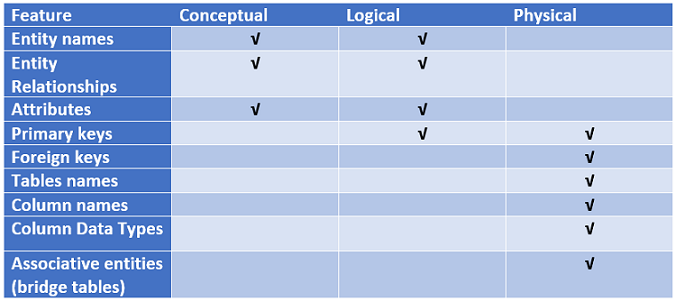 Feature Conceptual Logical Physical
Entity names √ √
Entity √ √
Relationships
Attributes √ √
Primary keys √ √
Foreign keys √
Tables names √
Column names √
Column Data Types √
Associative entities √
(bridge tables)